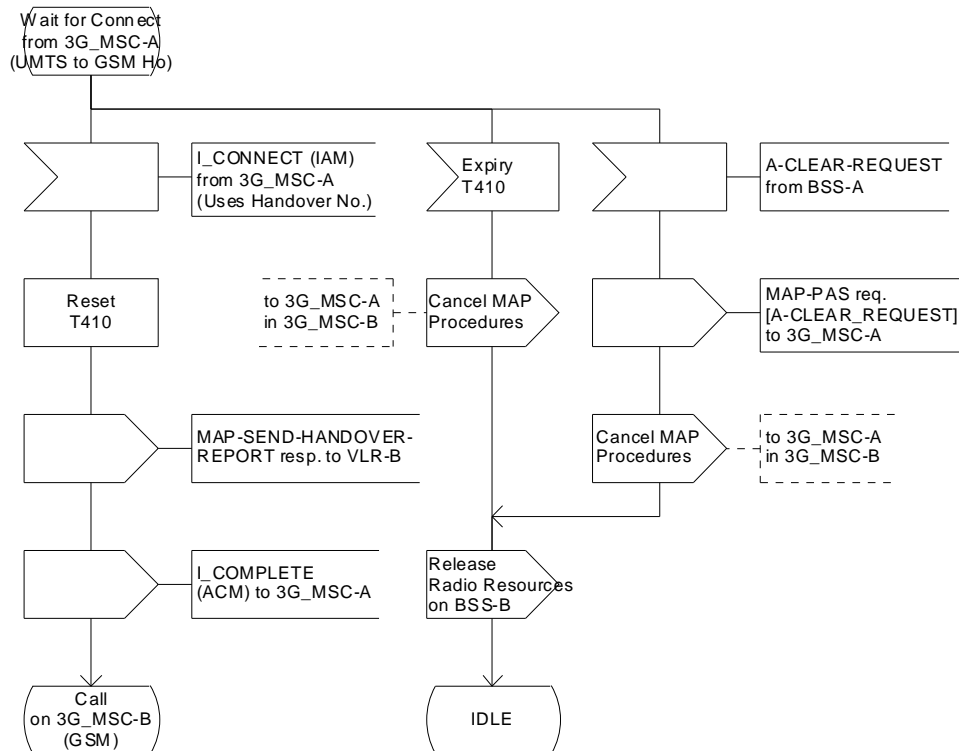 Wait for Connect
from 3G_MSC-A
(UMTS to GSM Ho)
I_CONNECT (IAM)
from 3G_MSC-A
(Uses Handover No.)
Expiry
T410
A-CLEAR-REQUEST
from BSS-A
Reset
T410
to 3G_MSC-A
in 3G_MSC-B
Cancel MAP
Procedures
MAP-PAS req.
[A-CLEAR_REQUEST]
to 3G_MSC-A
MAP-SEND-HANDOVER-
REPORT resp. to VLR-B
Cancel MAP
Procedures
to 3G_MSC-A
in 3G_MSC-B
I_COMPLETE
(ACM) to 3G_MSC-A
Release
Radio Resources
on BSS-B
Call
on 3G_MSC-B
(GSM)
IDLE